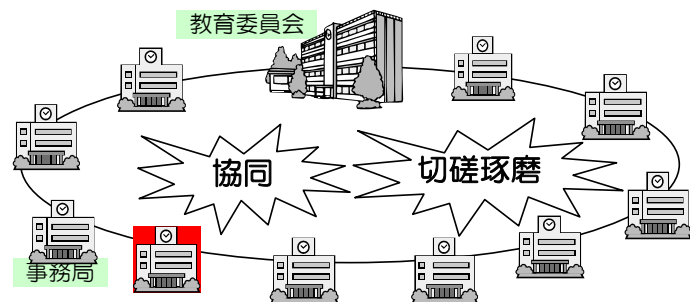 教育委員会
協同
切磋琢磨
事務局